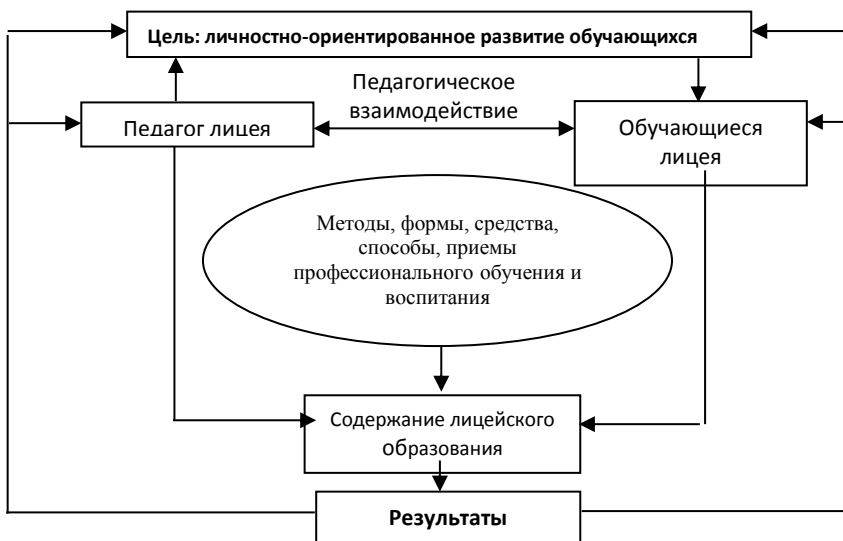 Цель: личностно-ориентированное развитие обучающихся
Педагогическое
взаимодействие
Педагог лицея
Обучающиеся
лицея
Методы, формы, средства,
способы, приемы
профессионального обучения и
воспитания
Содержание лицейского
образования
Результаты